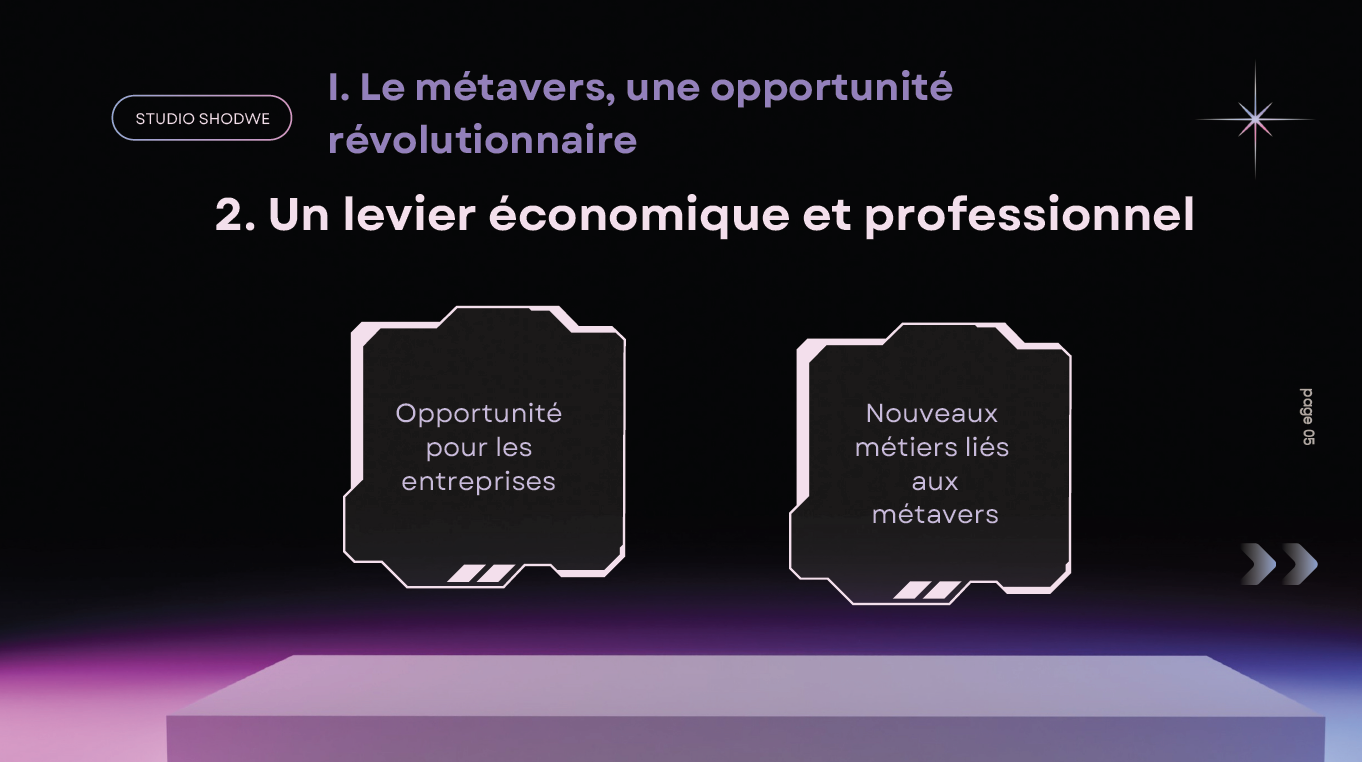 STUDIO SHODWE
I. Le métavers, une opportunité
révolutionnaire
2. Un levier économique et professionnel
Opportunité
pour les
entreprises
Nouveaux
métiers liés
aux
métavers
page 05